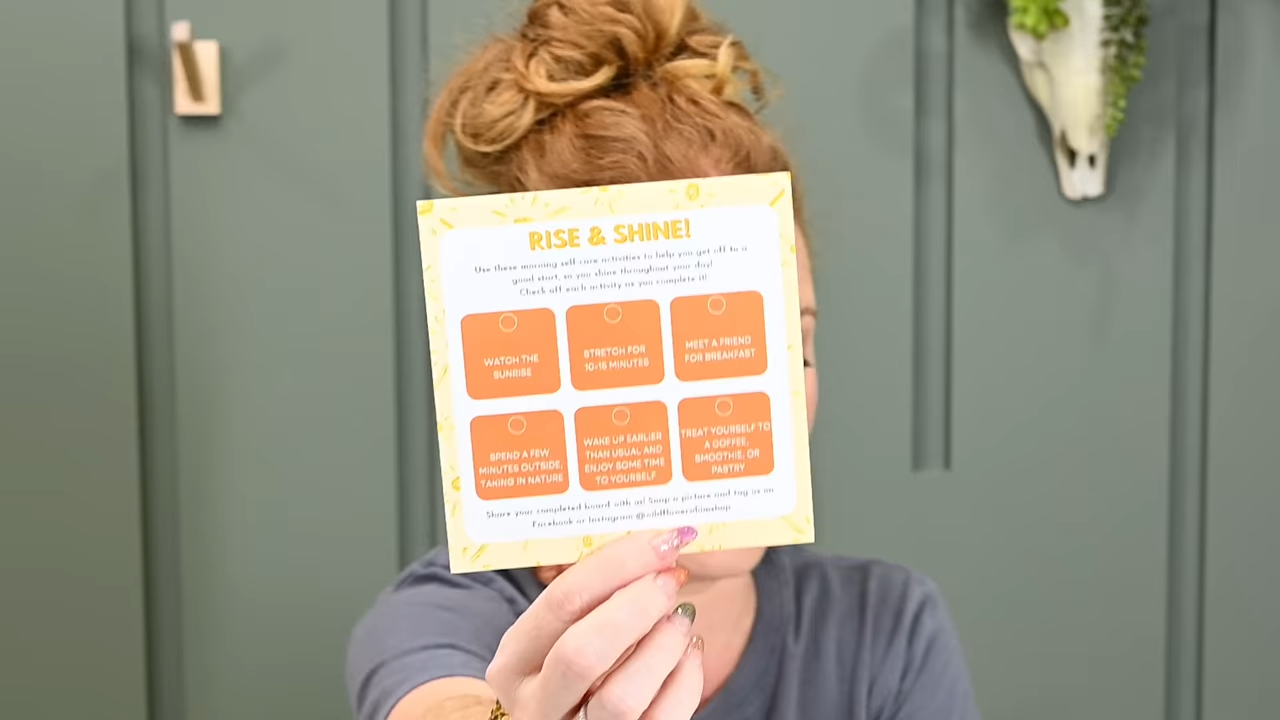 RISE & SHINE!
Use these morning self-care activities to help you get off to a
good start, so you shine throughout your day!
Check off each activity as you complete it!
WATCH THE
SUNRISE
STRETCH FOR
10-15 MINUTES
MEET A FRIEND
FOR BREAKFAST
SPEND A FEW
MINUTES OUTSIDE,
TAKING IN NATURE
WAKE UP EARLIER
THAN USUAL AND
ENJOY SOME TIME
TO YOURSELF
TREAT YOURSELF TO
A COFFEE,
SMOOTHIE, OR
PASTRY
Share your completed board with us! Snap a picture and tag us on
Facebook or Instagram